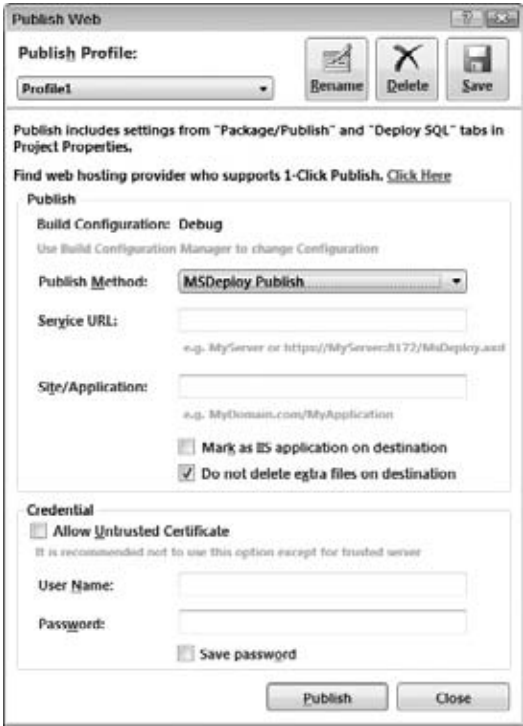 Publish Web
Publish Profile:
Profile1
Rename
Delete
Save
Publish includes settings from "Package/Publish" and "Deploy SQL" tabs in
Project Properties.
Find web hosting provider who supports 1-Click Publish. Click Here
Publish
Build Configuration: Debug
Use Build Configuration Manager to change Configuration
Publish Method: MSDeploy Publish
Service URL:
e.g. MyServer or https://MyServer:8172/MsDeploy.axd
Site/Application:
e.g. MyDomain.com/MyApplication
Mark as IIS application on destination
Do not delete extra files on destination
Credential
Allow Untrusted Certificate
It is recommended not to use this option except for trusted server
User Name:
Password:
Save password
Publish
Close